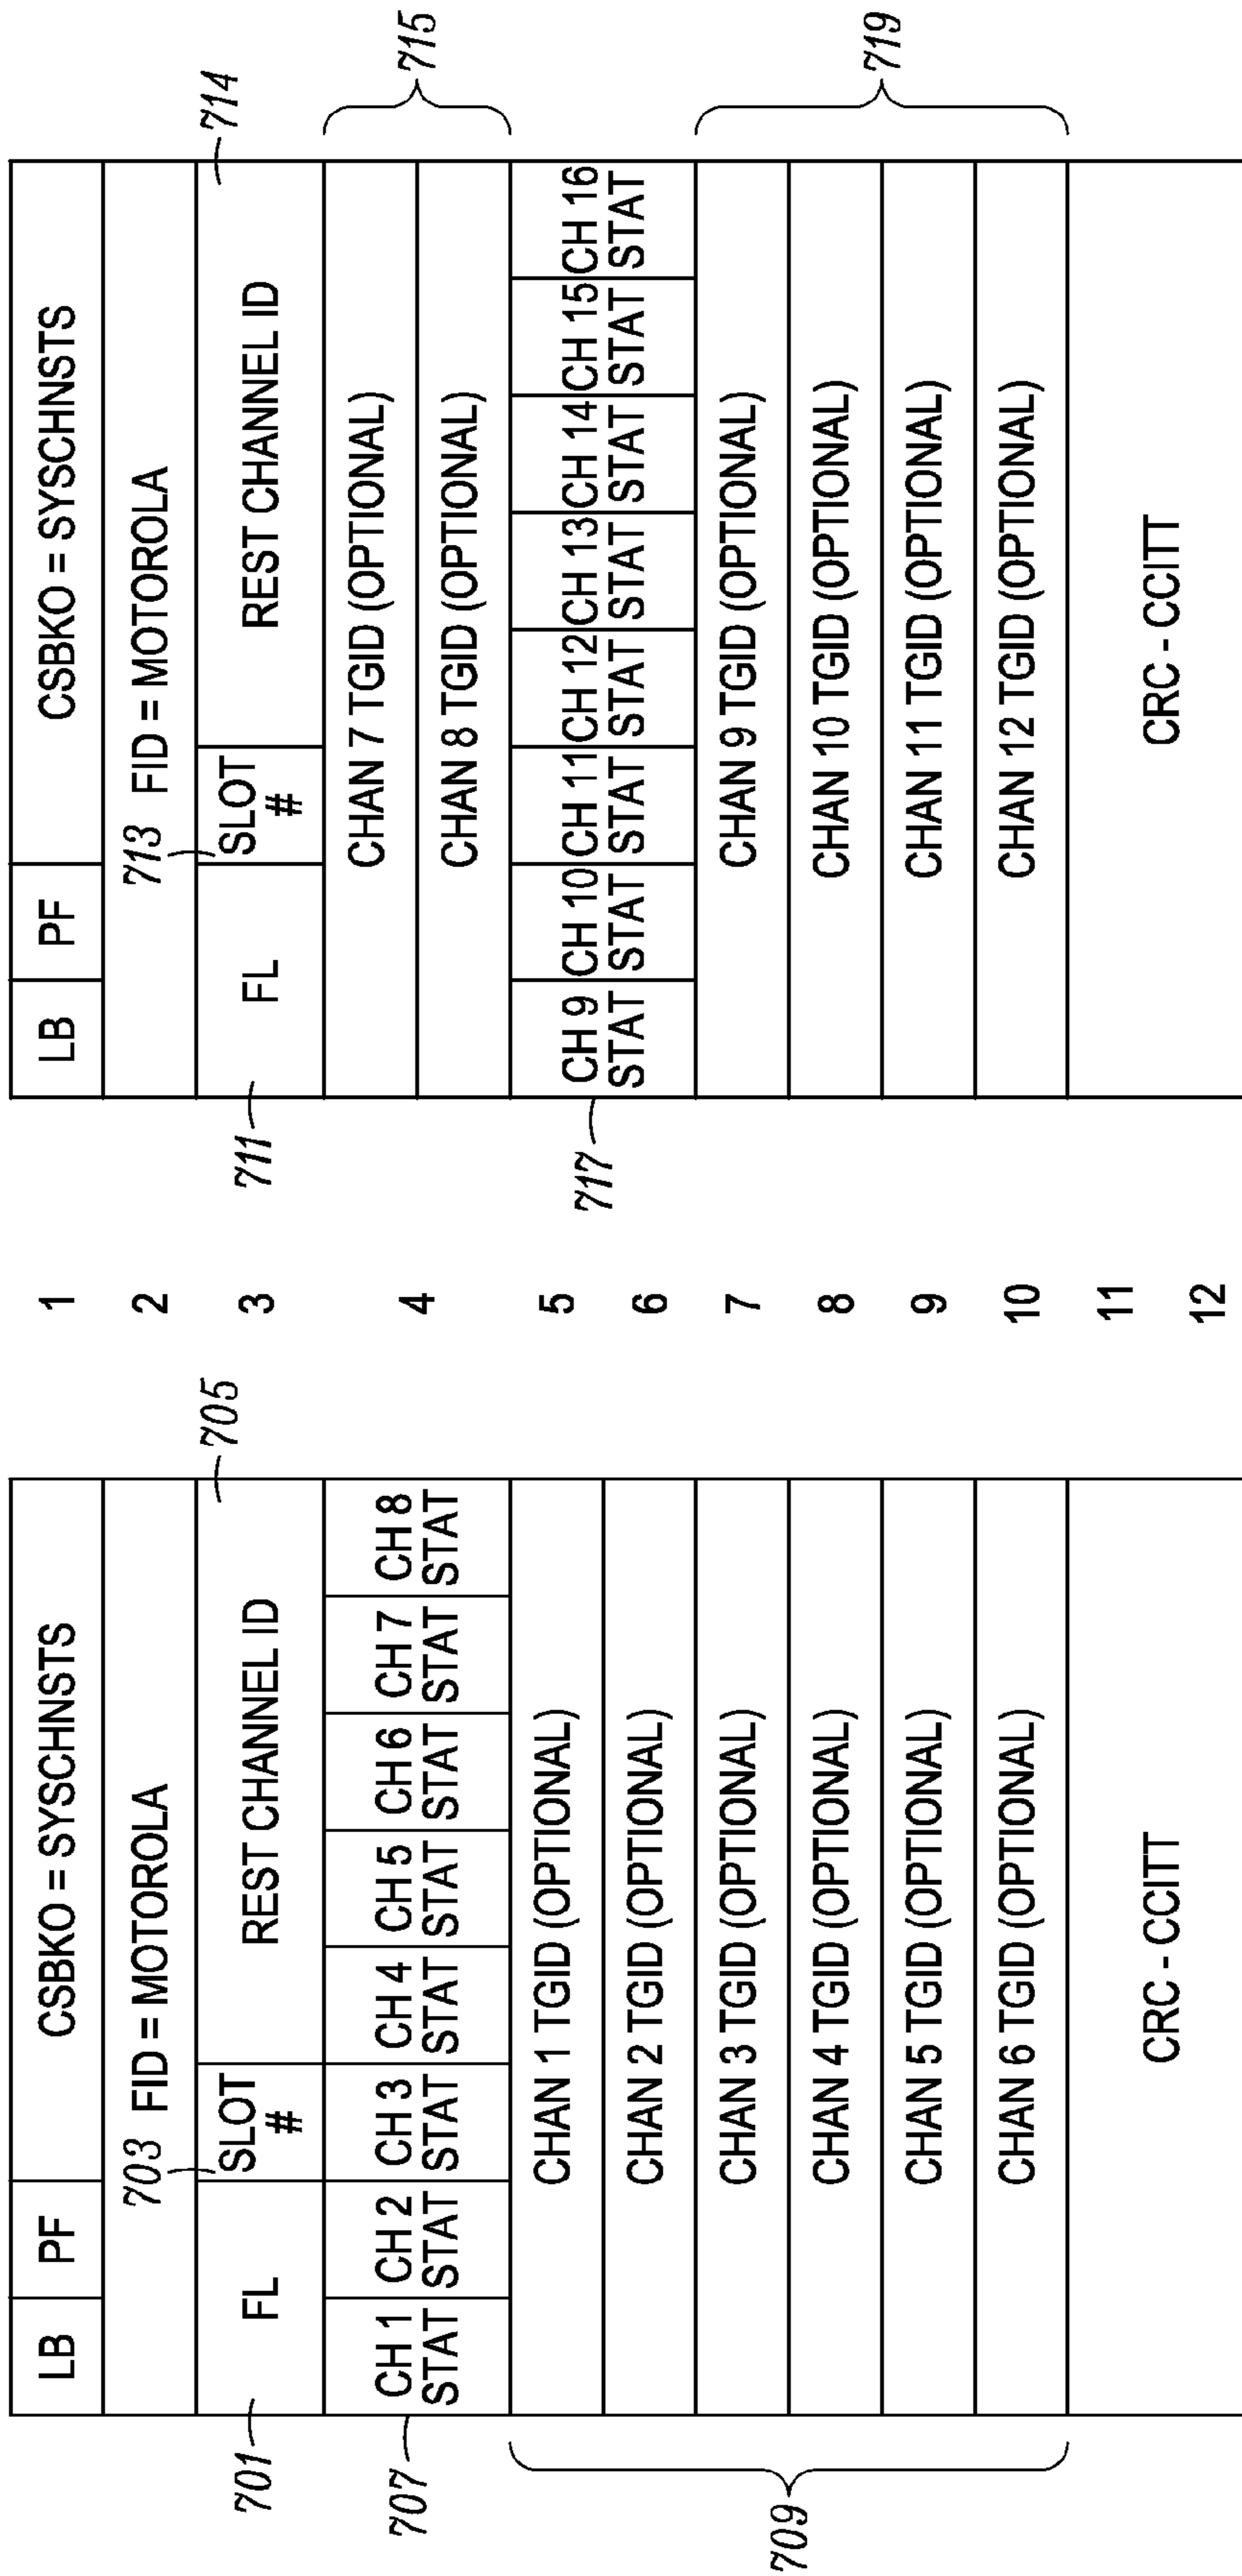 LB PF CSBKO = SYSCHNSTS
703 FID = MOTOROLA
701 FL SLOT # REST CHANNEL ID 705
707 CH 1 STAT CH 2 STAT CH 3 STAT CH 4 STAT CH 5 STAT CH 6 STAT CH 7 STAT CH 8 STAT
CHAN 1 TGID (OPTIONAL)
CHAN 2 TGID (OPTIONAL)
709 CHAN 3 TGID (OPTIONAL)
CHAN 4 TGID (OPTIONAL)
CHAN 5 TGID (OPTIONAL)
CHAN 6 TGID (OPTIONAL)
CRC - CCITT
1
2
3
4
5
6
7
8
9
10
11
12
LB PF CSBKO = SYSCHNSTS
713 FID = MOTOROLA
711 FL SLOT # REST CHANNEL ID 714
CHAN 7 TGID (OPTIONAL)
715
CHAN 8 TGID (OPTIONAL)
717 CH 9 STAT CH 10 STAT CH 11 STAT CH 12 STAT CH 13 STAT CH 14 STAT CH 15 STAT CH 16 STAT
CHAN 9 TGID (OPTIONAL)
CHAN 10 TGID (OPTIONAL)
719
CHAN 11 TGID (OPTIONAL)
CHAN 12 TGID (OPTIONAL)
CRC - CCITT